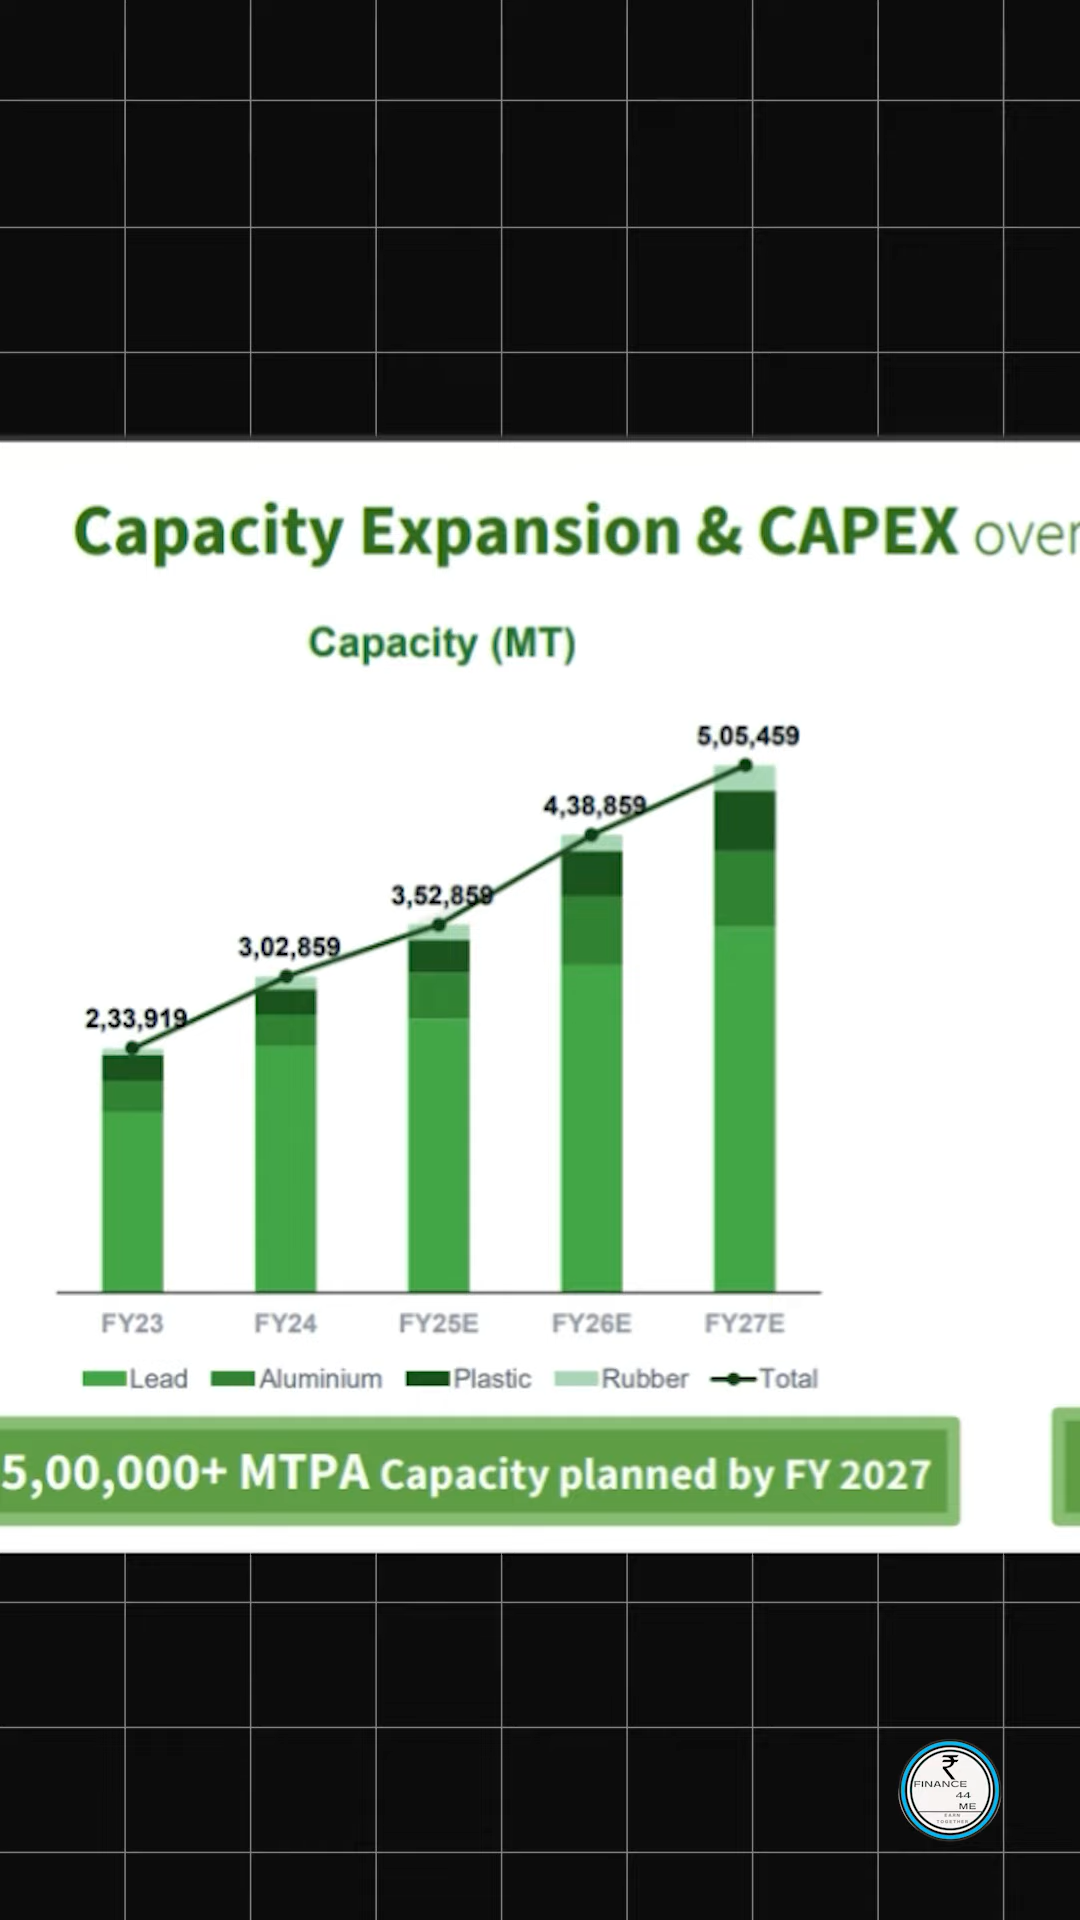 Capacity Expansion & CAPEX over
Capacity (MT)
5,05,459
4,38,859
3,52,859
3,02,859
2,33,919
FY23 FY24 FY25E FY26E FY27E
Lead Aluminium Plastic Rubber Total
5,00,000+ MTPA Capacity planned by FY 2027
₹
FINANCE
44
ME
EARN
TOGETHER